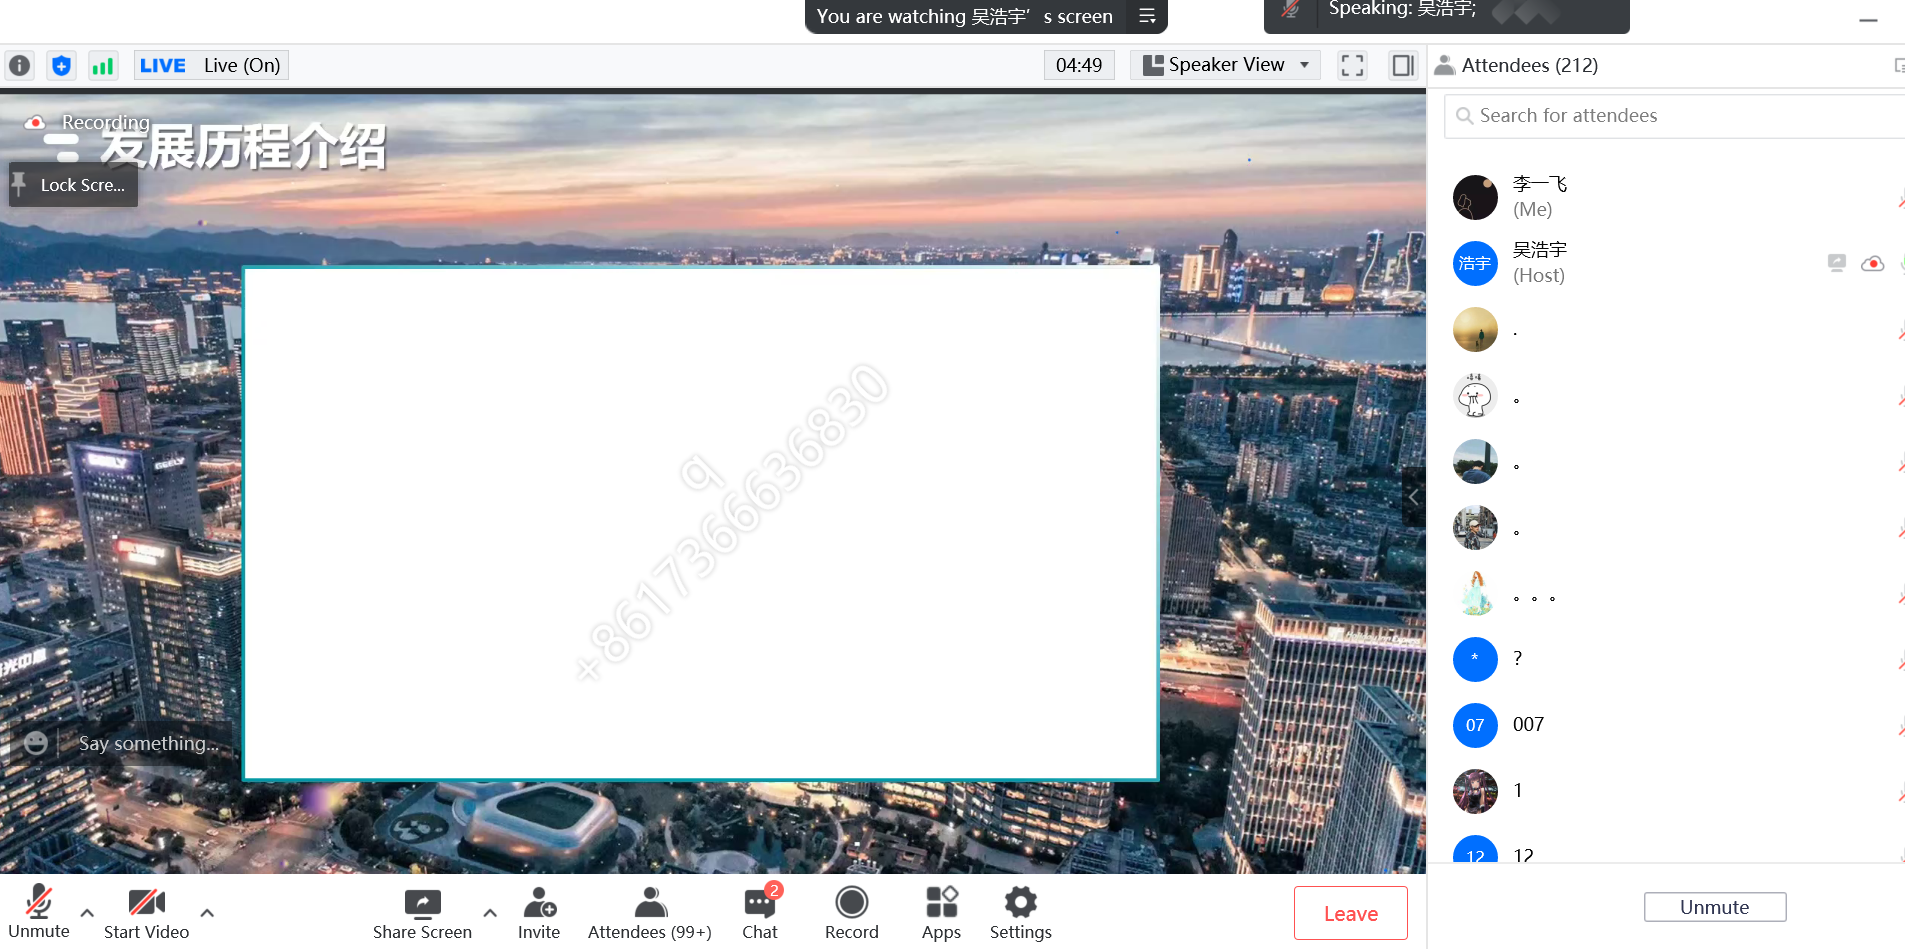 You are watching 吴浩宇’s screen
Speaking: 吴浩宇;
LIVE Live (On)
04:49
Speaker View
Attendees (212)
Recording
发展历程介绍
Lock Scre...
Search for attendees
李一飞
(Me)
浩宇
吴浩宇
(Host)
.
。
。
。
。。。
*
?
07
007
1
12
12
GEELY
GEELY
q
+8617366636830
Say something...
Unmute
Start Video
Share Screen
Invite
Attendees (99+)
2
Chat
Record
Apps
Settings
Leave
Unmute